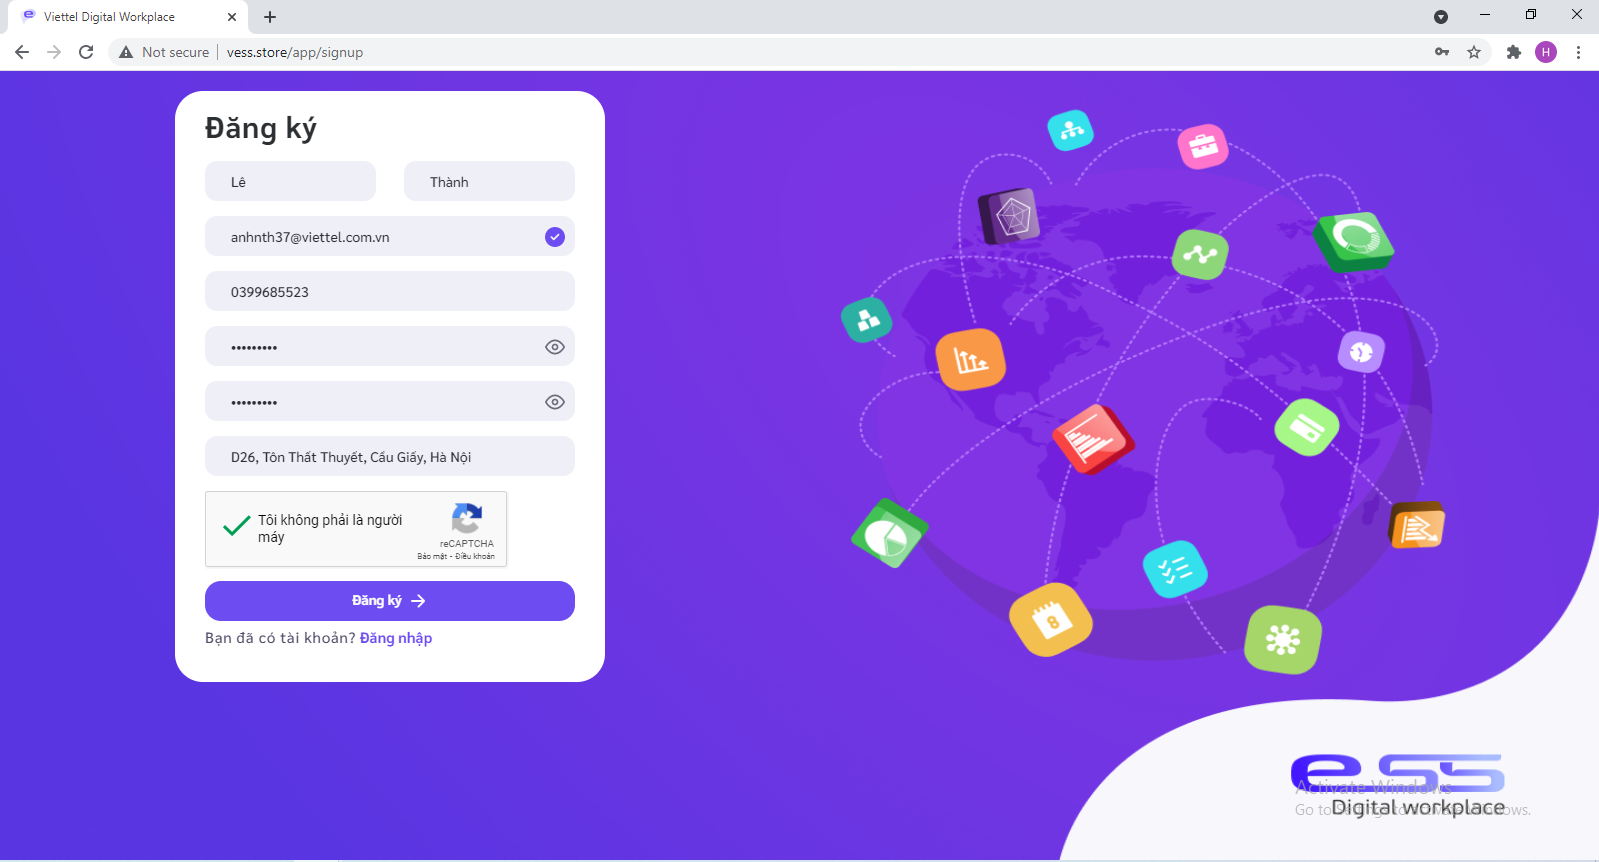 Viettel Digital Workplace
Not secure
vess.store/app/signup
H
Đăng ký
Lê
Thành
anhnth37@viettel.com.vn
0399685523
•••••••••
•••••••••
D26, Tôn Thất Thuyết, Cầu Giấy, Hà Nội
Tôi không phải là người
máy
reCAPTCHA
Bảo mật - Điều khoản
Đăng ký
Bạn đã có tài khoản? Đăng nhập
8
ess
Digital workplace
Activate Windows
Go to Settings to activate Windows.